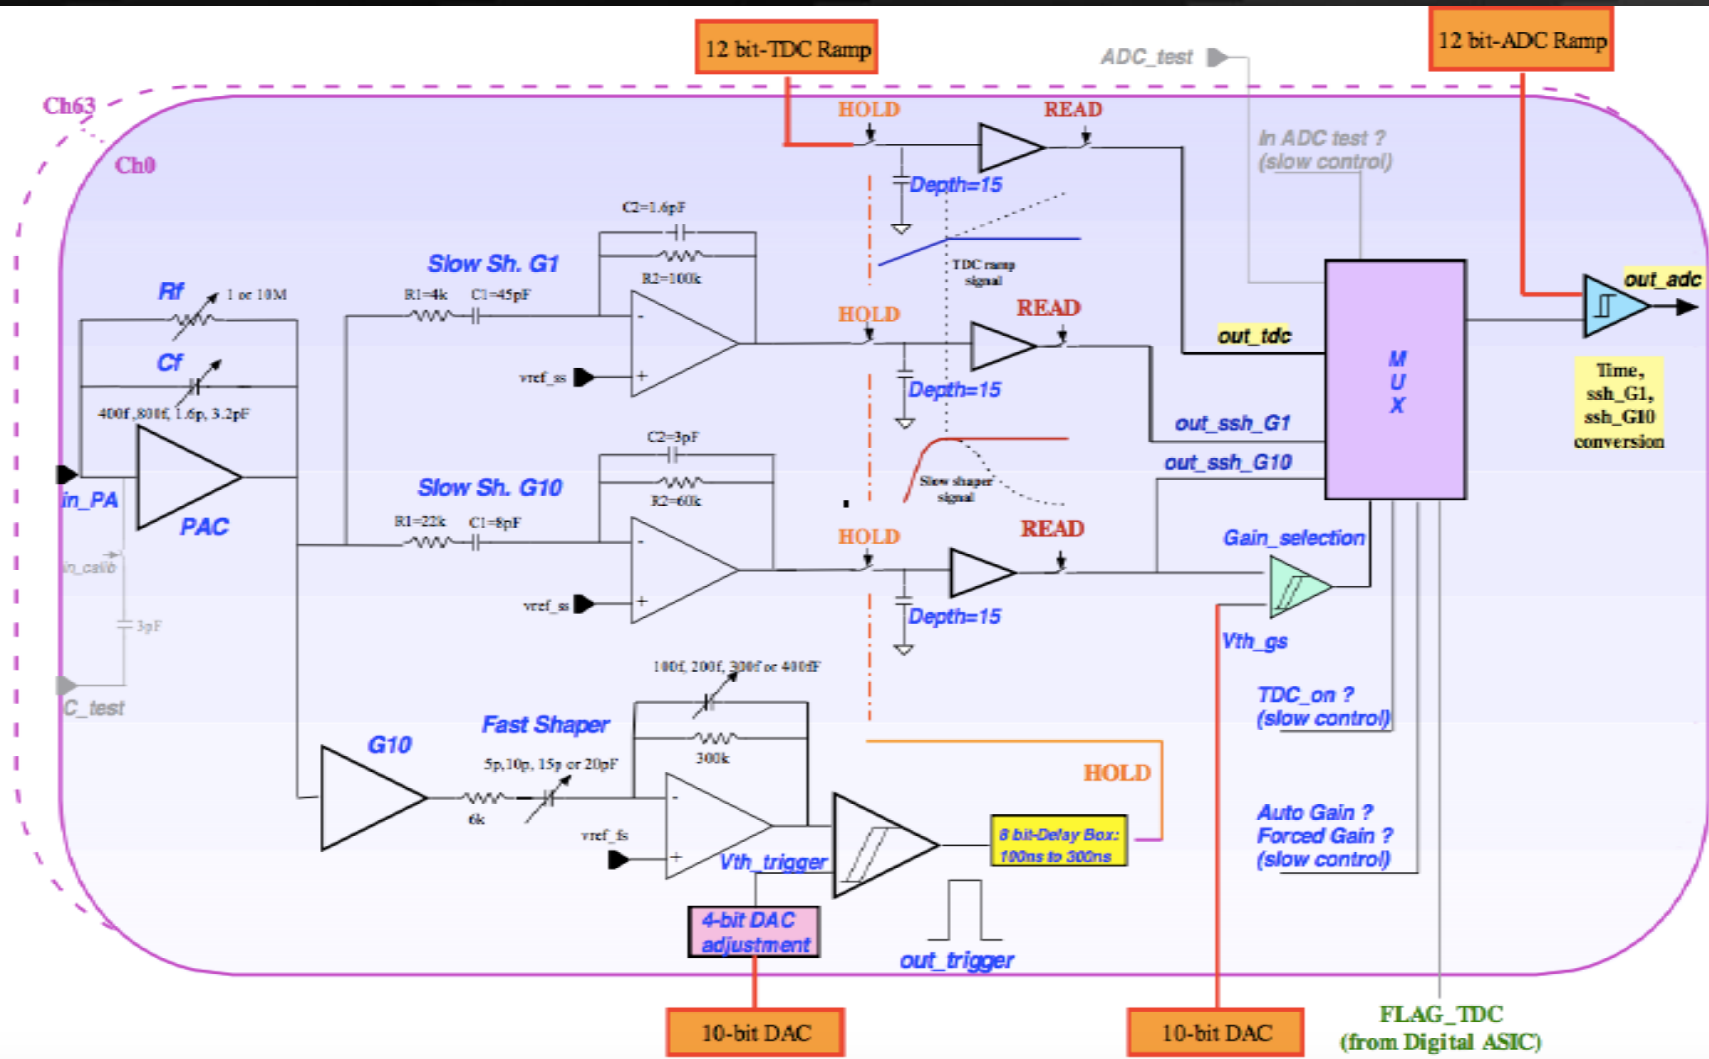 12 bit-TDC Ramp
12 bit-ADC Ramp
ADC_test
Ch63
HOLD
READ
In ADC test ?
(slow control)
Ch0
Depth=15
C2=1.6pF
TDC ramp
signal
Slow Sh. G1
R2=100k
out_adc
Rf
1 or 10M
R1=4k
C1=45pF
HOLD
READ
out_tdc
Cf
M
U
X
Time,
ssh_G1,
ssh_G10
conversion
vref_ss
Depth=15
400f ,800f, 1.6p, 3.2pF
out_ssh_G1
C2=3pF
out_ssh_G10
Slow Sh. G10
Slow shaper
signal
in_PA
R2=60k
PAC
R1=22k
C1=8pF
HOLD
READ
Gain_selection
in_calib
vref_ss
Depth=15
3pF
Vth_gs
100f, 200f, 300f or 400fF
C_test
TDC_on ?
(slow control)
Fast Shaper
G10
300k
5p,10p, 15p or 20pF
HOLD
6k
vref_fs
Auto Gain ?
Forced Gain ?
(slow control)
8 bit-Delay Box:
100ns to 300ns
Vth_trigger
4-bit DAC
adjustment
out_trigger
10-bit DAC
10-bit DAC
FLAG_TDC
(from Digital ASIC)